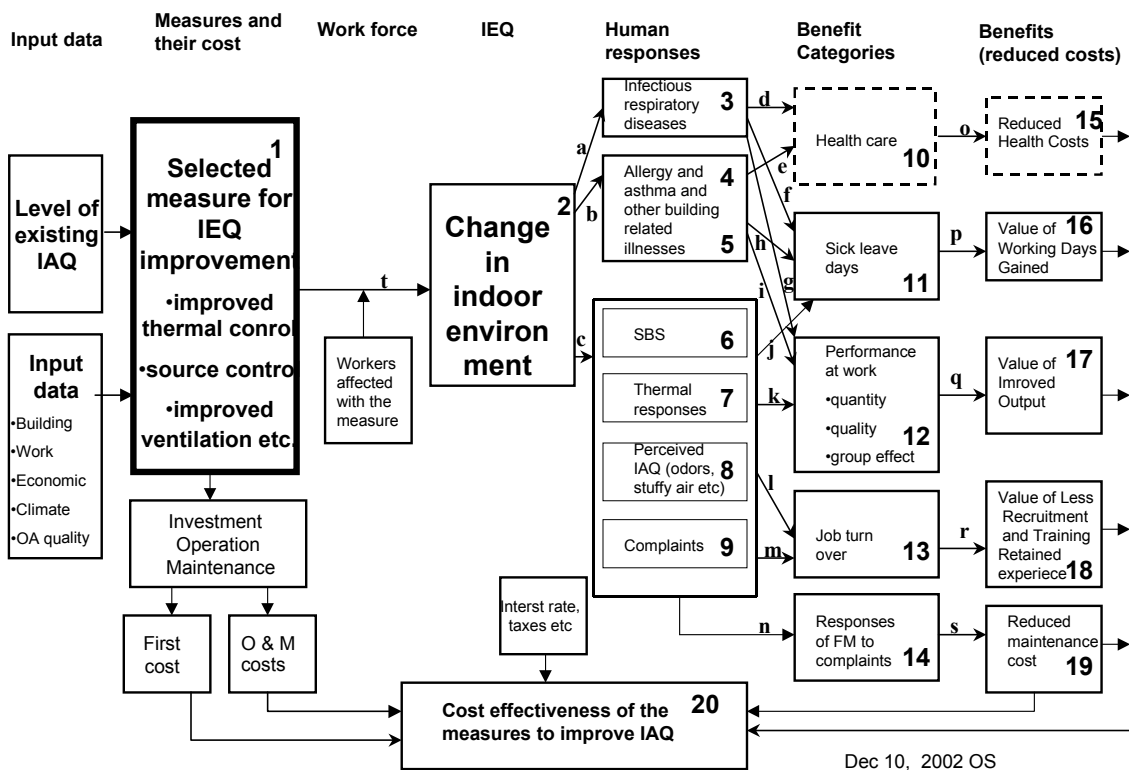 Input data
Measures and
their cost
Work force
IEQ
Human
responses
Benefit
Categories
Benefits
(reduced costs)
Level of
existing
IAQ
Input
data
•Building
•Work
•Economic
•Climate
•OA quality
1
Selected
measure for
IEQ
improvement
•improved
thermal conrol
•source control
•improved
ventilation etc.
Investment
Operation
Maintenance
First
cost
O & M
costs
t
Workers
affected
with the
measure
2
Change
in
indoor
environ
ment
a
b
c
Infectious
respiratory
diseases
3
Allergy and
asthma and
other building
related
illnesses
4
5
SBS
6
Thermal
responses
7
Perceived
IAQ (odors,
stuffy air etc)
8
Complaints
9
d
e
f
h
g
i
j
k
l
m
n
Health care
10
Sick leave
days
11
Performance
at work
•quantity
•quality
•group effect
12
Job turn
over
13
Responses
of FM to
complaints
14
o
p
q
r
s
Reduced
Health Costs
15
Value of
Working Days
Gained
16
Value of
Imroved
Output
17
Value of Less
Recruitment
and Training
Retained
experiece
18
Reduced
maintenance
cost
19
Interst rate,
taxes etc
Cost effectiveness of the
measures to improve IAQ
20
Dec 10, 2002 OS